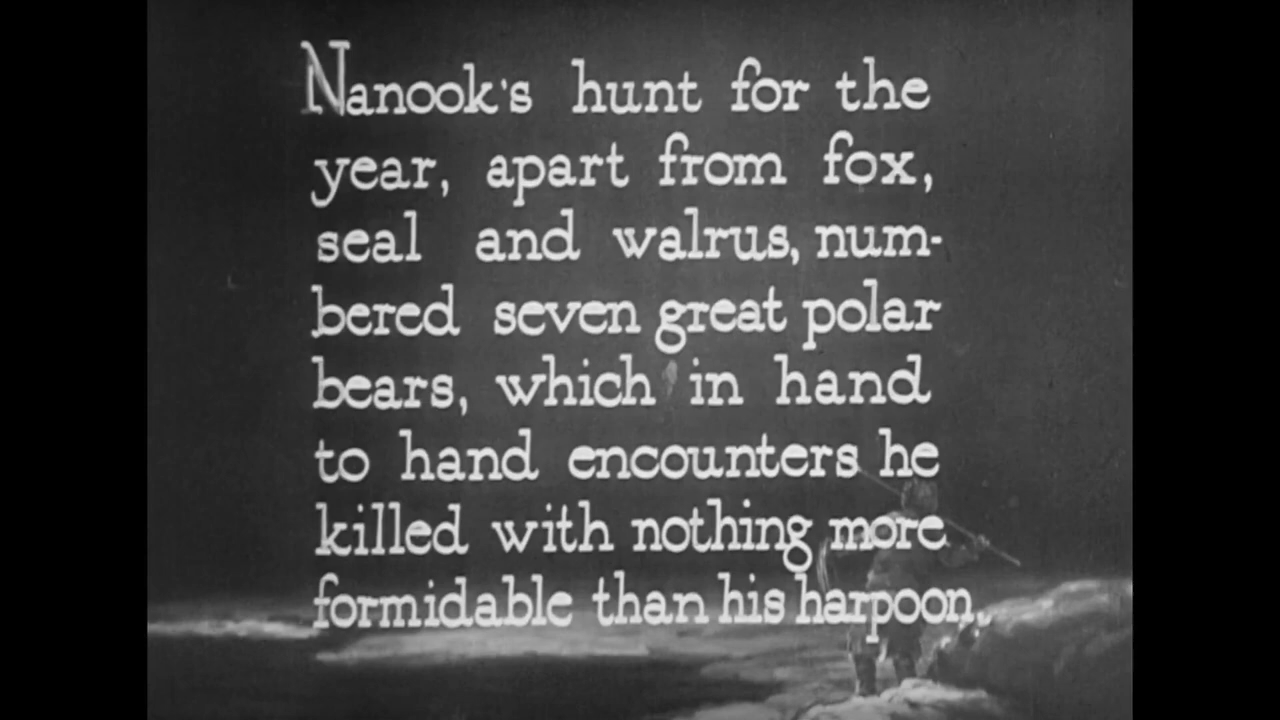 Nanook's hunt for the
year, apart from fox,
seal and walrus, num-
bered seven great polar
bears, which in hand
to hand encounters he
killed with nothing more
formidable than his harpoon.